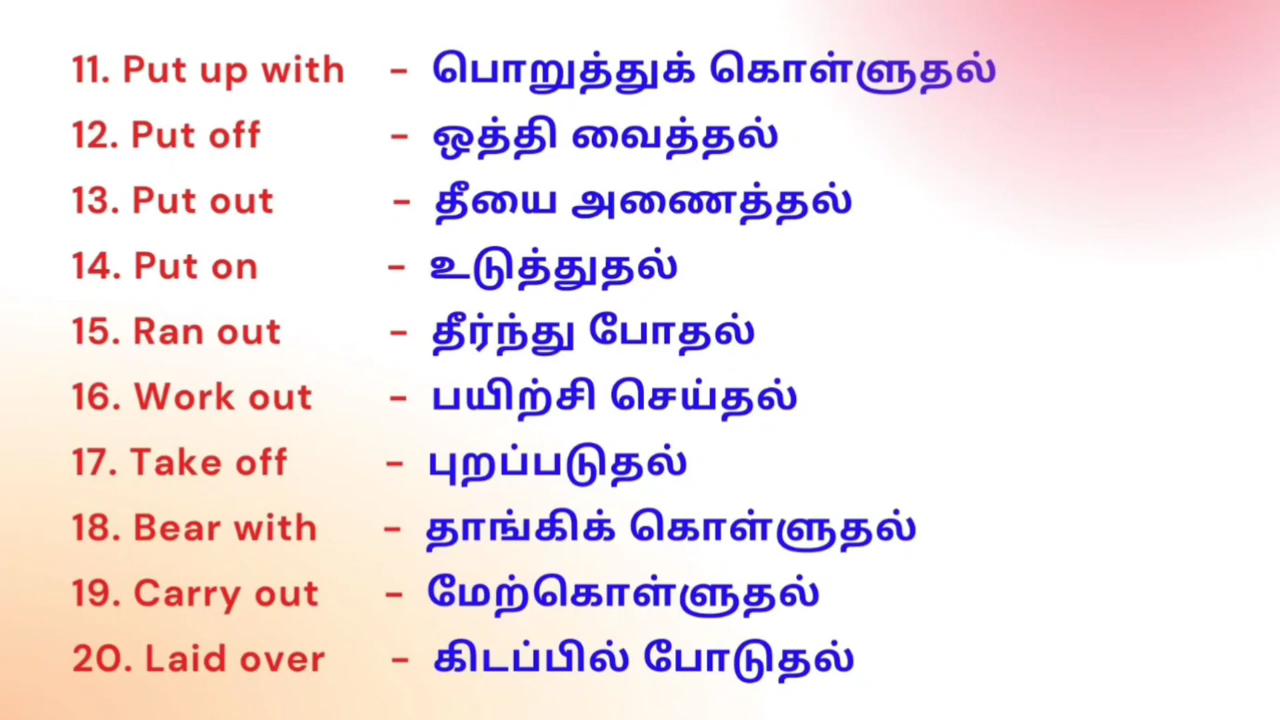 11. Put up with - பொறுத்துக் கொள்ளுதல்
12. Put off - ஒத்தி வைத்தல்
13. Put out - தீயை அணைத்தல்
14. Put on - உடுத்துதல்
15. Ran out - தீர்ந்து போதல்
16. Work out - பயிற்சி செய்தல்
17. Take off - புறப்படுதல்
18. Bear with - தாங்கிக் கொள்ளுதல்
19. Carry out - மேற்கொள்ளுதல்
20. Laid over - கிடப்பில் போடுதல்